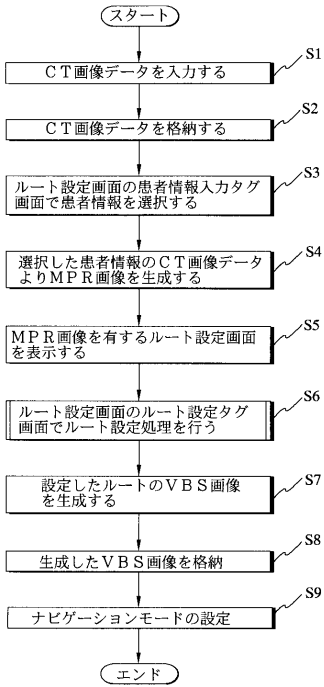 スタート
S1
ＣＴ画像データを入力する
S2
ＣＴ画像データを格納する
S3
ルート設定画面の患者情報入力タグ
画面で患者情報を選択する
S4
選択した患者情報のＣＴ画像データ
よりＭＰＲ画像を生成する
S5
ＭＰＲ画像を有するルート設定画面
を表示する
S6
ルート設定画面のルート設定タグ
画面でルート設定処理を行う
S7
設定したルートのＶＢＳ画像
を生成する
S8
生成したＶＢＳ画像を格納
S9
ナビゲーションモードの設定
エンド